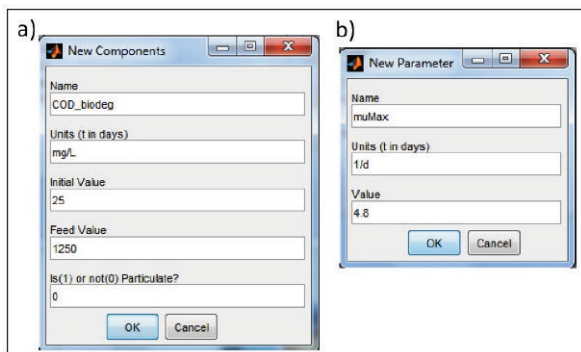 a)
New Components
Name
COD_biodeg
Units (t in days)
mg/L
Initial Value
25
Feed Value
1250
Is(1) or not(0) Particulate?
0
OK Cancel
b)
New Parameter
Name
muMax
Units (t in days)
1/d
Value
4.8
OK Cancel